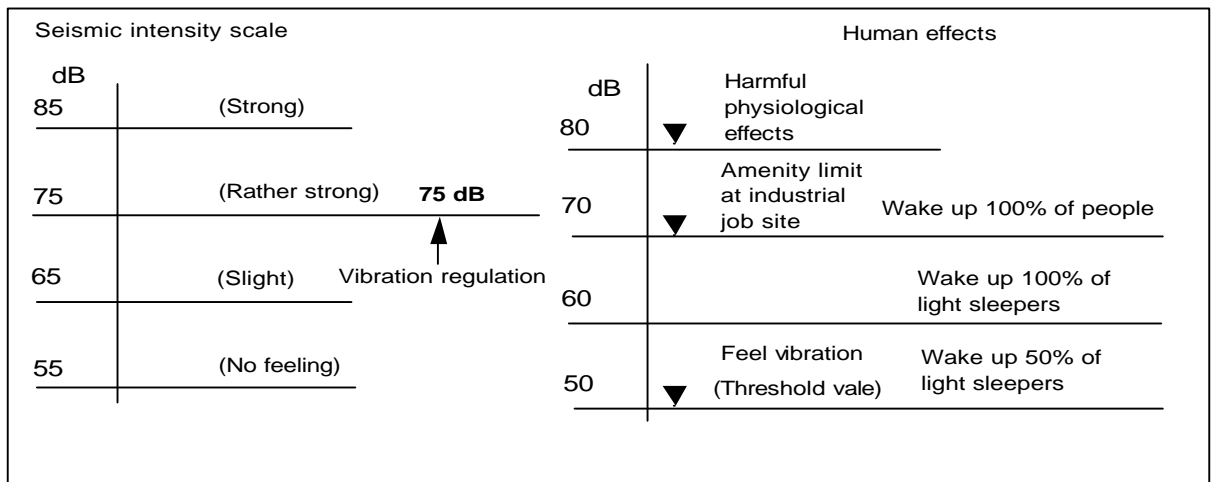 Seismic intensity scale
dB
85 (Strong)
75 (Rather strong) 75 dB
65 (Slight) Vibration regulation
55 (No feeling)
Human effects
dB
Harmful
physiological
effects
80
Amenity limit
at industrial
job site
70
Wake up 100% of people
60
Wake up 100% of
light sleepers
50
Feel vibration
(Threshold vale)
Wake up 50% of
light sleepers